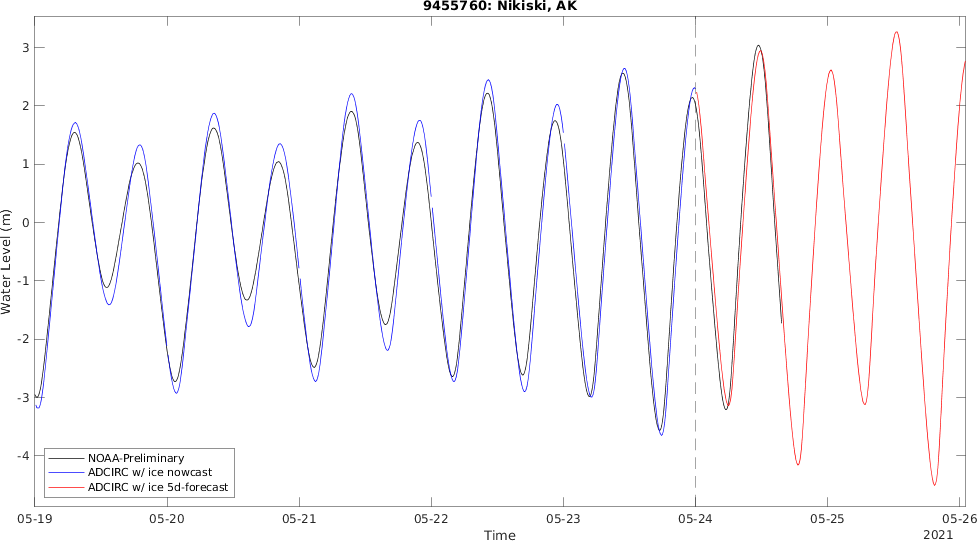 9455760: Nikiski, AK
3
2
1
0
-1
-2
-3
-4
Water Level (m)
NOAA-Preliminary
ADCIRC w/ ice nowcast
ADCIRC w/ ice 5d-forecast
05-19 05-20 05-21 05-22 05-23 05-24 05-25 05-26
Time
2021